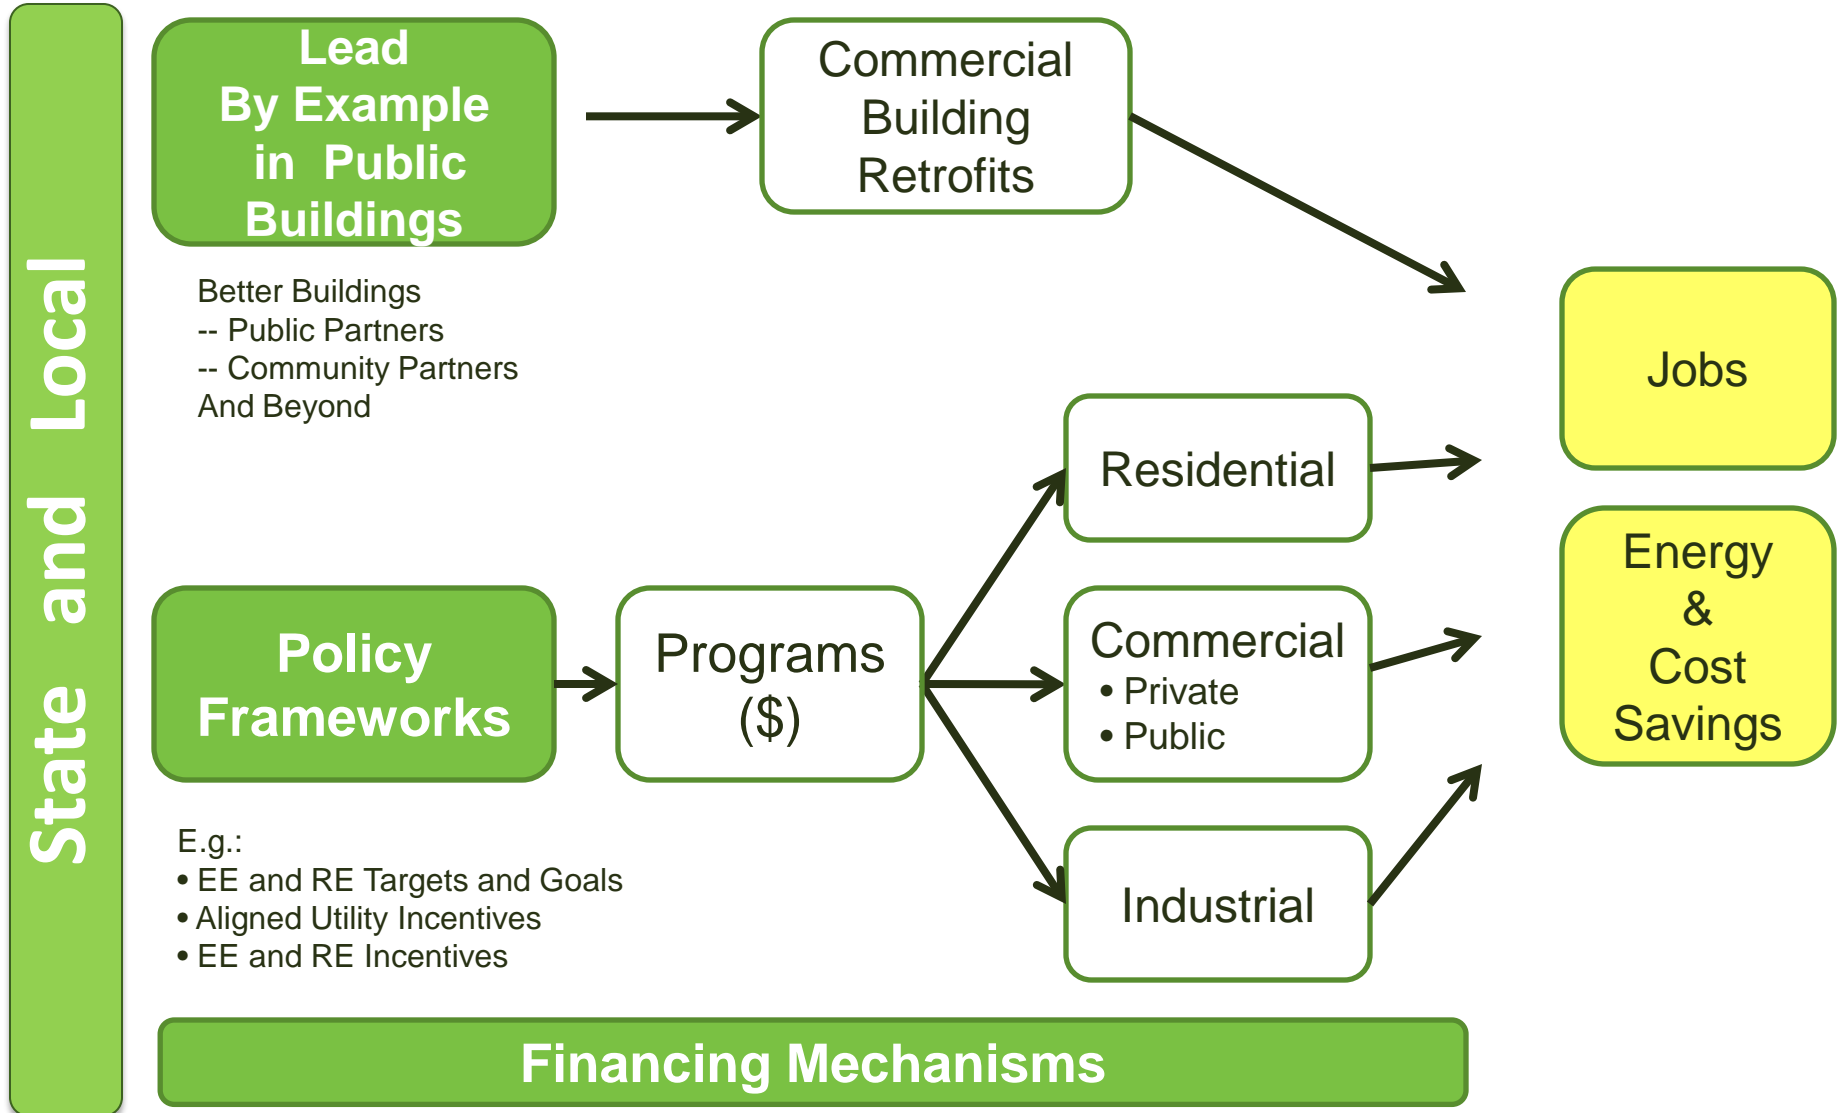 State and Local
Lead
By Example
in Public
Buildings
Commercial
Building
Retrofits
Better Buildings
-- Public Partners
-- Community Partners
And Beyond
Jobs
Residential
Energy
&
Cost
Savings
Policy
Frameworks
Programs
($)
Commercial
• Private
• Public
E.g.:
• EE and RE Targets and Goals
• Aligned Utility Incentives
• EE and RE Incentives
Industrial
Financing Mechanisms